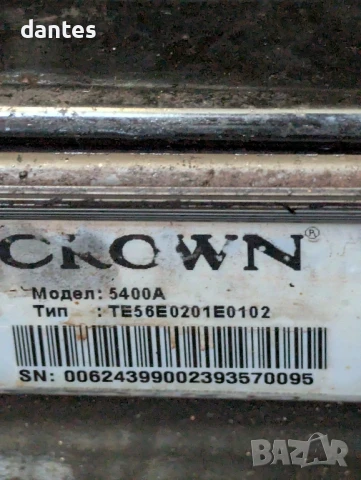 dantes
CROWN®
Модел: 5400A
Тип : TE56E0201E0102
SN: 00624399002393570095
BAZAR